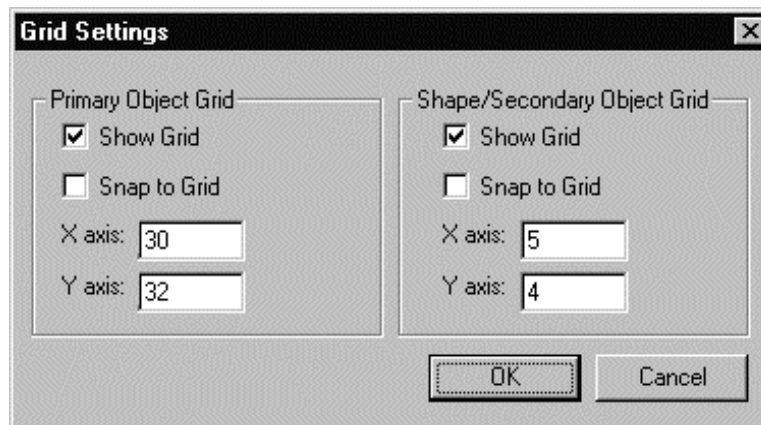 Grid Settings
Primary Object Grid
Show Grid
Snap to Grid
X axis: 30
Y axis: 32
Shape/Secondary Object Grid
Show Grid
Snap to Grid
X axis: 5
Y axis: 4
OK
Cancel